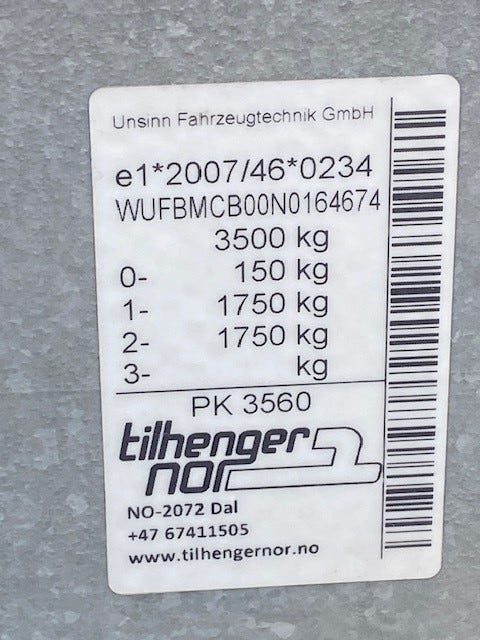 Unsinn Fahrzeugtechnik GmbH
e1*2007/46*0234
WUFBMCB00N0164674
3500 kg
0- 150 kg
1- 1750 kg
2- 1750 kg
3- kg
PK 3560
tilhenger
nor
NO-2072 Dal
+47 67411505
www.tilhengernor.no